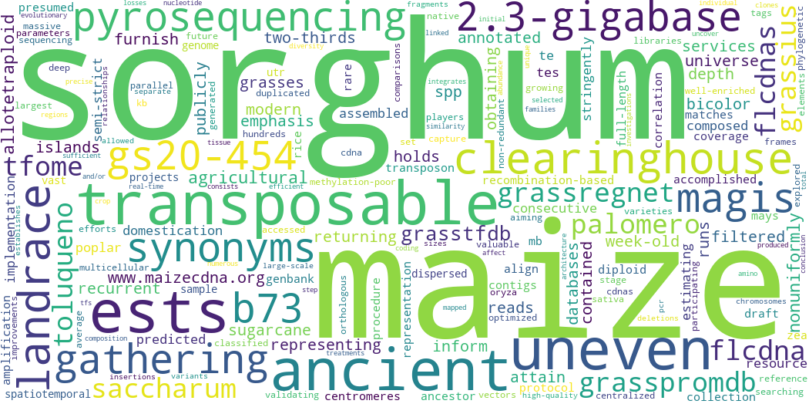 presumed pyrosequencing furnish 2.3-gigabase
evolutionary massive parameters sequencing
losses fragments native initial
nucleotide linked
individual clones tags
sorghum
allotetraploid
semi-strict relationships
deep future genome
two-thirds
parallel precise separate kb
grasses
publicly
utr duplicated
generated
diversity
rare
comparisons
cdna
integrates
players similarity
spp
growing selected families
obtaining
non-redundant
abundance
unique
annotated
libraries
te tes
full-length
stringently
universe
services depth
uncover
well-enriched
bicolor
correlation
matches
composed
coverage
frames
flcdnas
grassius
phylogenetic
elements
total
largest
regions
modern
emphasis
hundreds
rice
assembled
set
capture
islands
tfome
gs20-454
agricultural
holds
transposon
clearinghouse
investigation
explored
implementation
vast
projects
real-time
consists
tissue
allowed
sufficient
and/or
methylation-poor
efficient
recombination-based
accomplished
landrace
transposable
grassregnet
magis
toluqueno
domestication
consecutive
varieties
aiming
mb
palomero
mays
filtered
nonuniformly
synonyms
returning
grasstfdb
week-old
runs
estimating
participating
efforts
establishes
crop
accessed
numerous
poplar
multicellular
www.maizecdna.org
recurrent
large-scale
step
genbank
sizes
affect
valuable
coding
dispersed
align
contigs
oryza
diploid
stage
cdnas
sativa
architecture
databases
contained
reads
draft
zea
produced
amino
conclusion
chromosomes
maize
ests
b73
sugarcane
representing
representation
orthologous
procedure
mapped
optimized
pcr
deletions
uneven
flcdna
amplification
improvements
tfs
average
sample
composition
predicted
classified
insertions
variants
treatments
gathering
ancient
inform
attain
grasspromdb
resource
reference
searching
spatiotemporal
saccharum
validating
centromeres
ancestor
vectors
protocol
high-quality
centralized
collection